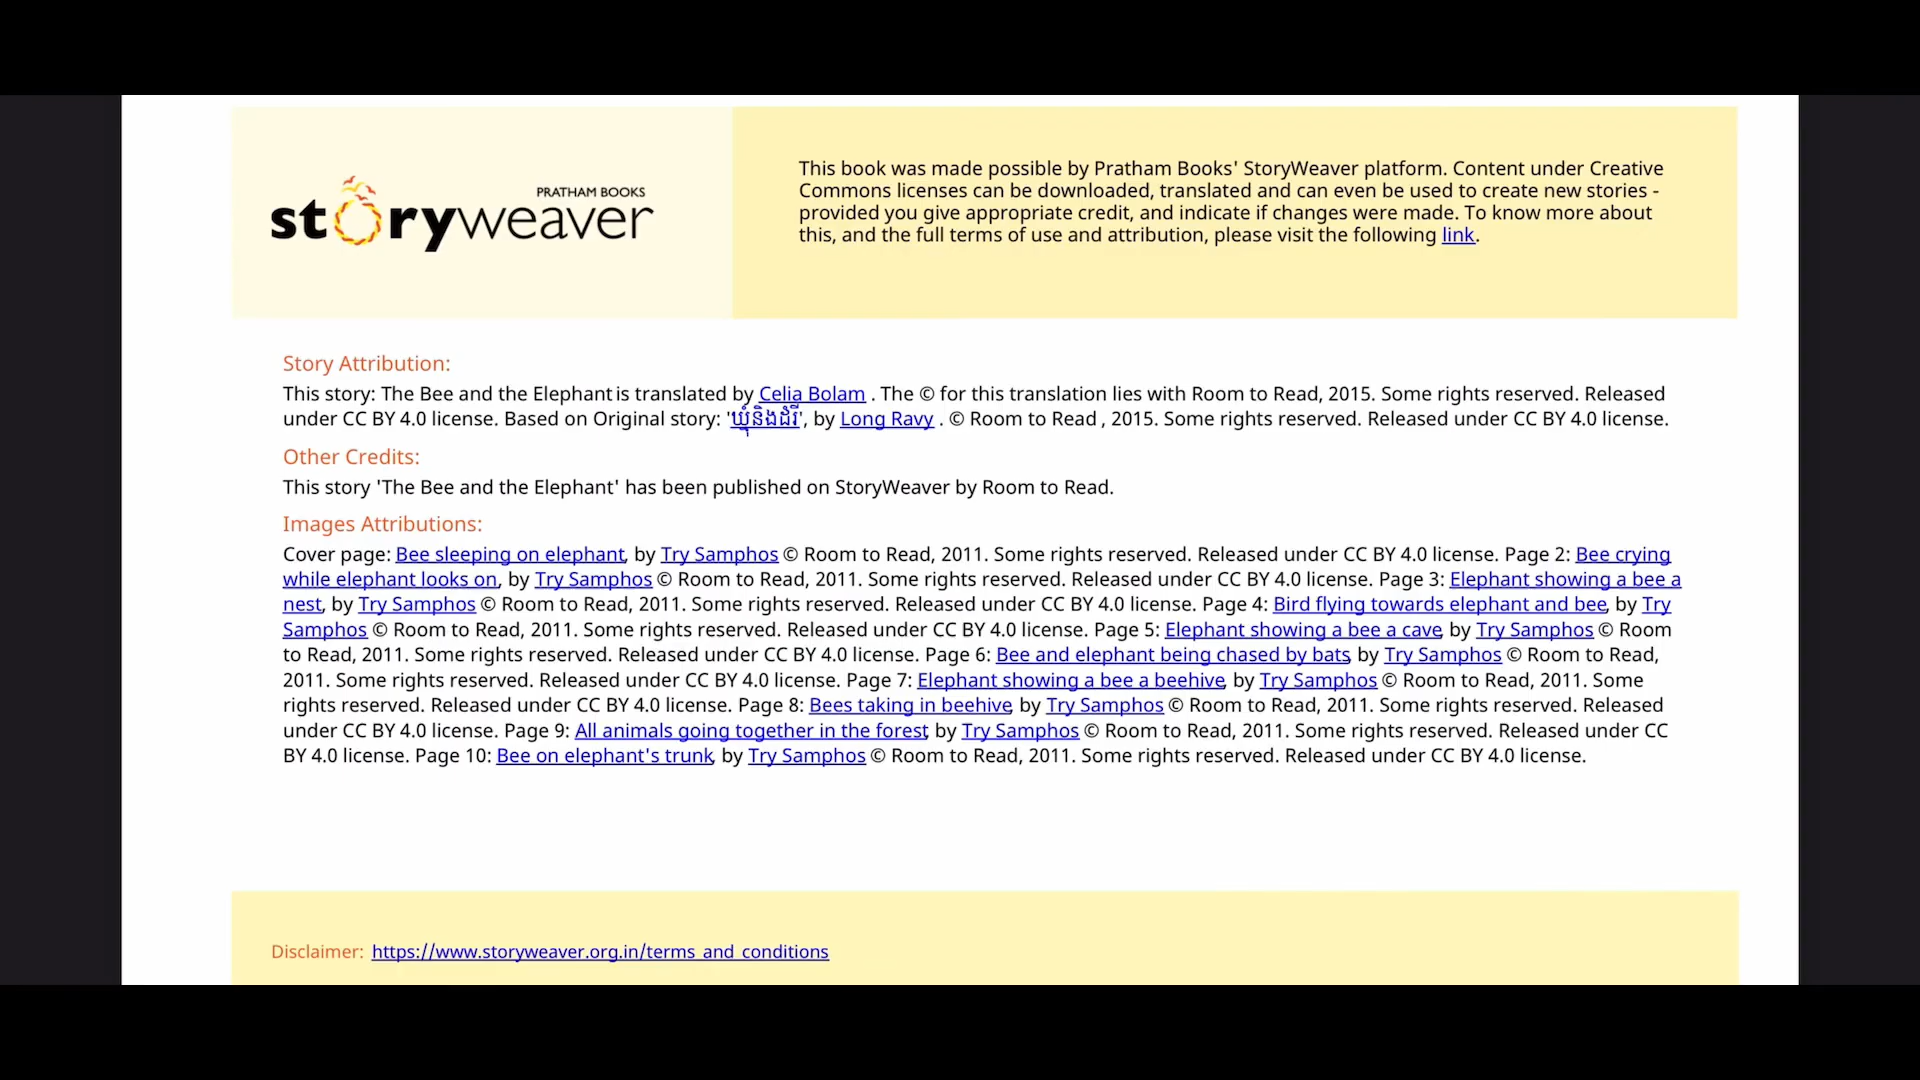 PRATHAM BOOKS
storyweaver
This book was made possible by Pratham Books' StoryWeaver platform. Content under Creative
Commons licenses can be downloaded, translated and can even be used to create new stories -
provided you give appropriate credit, and indicate if changes were made. To know more about
this, and the full terms of use and attribution, please visit the following link.
Story Attribution:
This story: The Bee and the Elephant is translated by Celia Bolam . The © for this translation lies with Room to Read, 2015. Some rights reserved. Released
under CC BY 4.0 license. Based on Original story: 'ឃ្មុំនិងដំរី', by Long Ravy . © Room to Read , 2015. Some rights reserved. Released under CC BY 4.0 license.
Other Credits:
This story 'The Bee and the Elephant' has been published on StoryWeaver by Room to Read.
Images Attributions:
Cover page: Bee sleeping on elephant, by Try Samphos © Room to Read, 2011. Some rights reserved. Released under CC BY 4.0 license. Page 2: Bee crying
while elephant looks on, by Try Samphos © Room to Read, 2011. Some rights reserved. Released under CC BY 4.0 license. Page 3: Elephant showing a bee a
nest, by Try Samphos © Room to Read, 2011. Some rights reserved. Released under CC BY 4.0 license. Page 4: Bird flying towards elephant and bee, by Try
Samphos © Room to Read, 2011. Some rights reserved. Released under CC BY 4.0 license. Page 5: Elephant showing a bee a cave, by Try Samphos © Room
to Read, 2011. Some rights reserved. Released under CC BY 4.0 license. Page 6: Bee and elephant being chased by bats, by Try Samphos © Room to Read,
2011. Some rights reserved. Released under CC BY 4.0 license. Page 7: Elephant showing a bee a beehive, by Try Samphos © Room to Read, 2011. Some
rights reserved. Released under CC BY 4.0 license. Page 8: Bees taking in beehive, by Try Samphos © Room to Read, 2011. Some rights reserved. Released
under CC BY 4.0 license. Page 9: All animals going together in the forest, by Try Samphos © Room to Read, 2011. Some rights reserved. Released under CC
BY 4.0 license. Page 10: Bee on elephant's trunk, by Try Samphos © Room to Read, 2011. Some rights reserved. Released under CC BY 4.0 license.
Disclaimer: https://www.storyweaver.org.in/terms_and_conditions